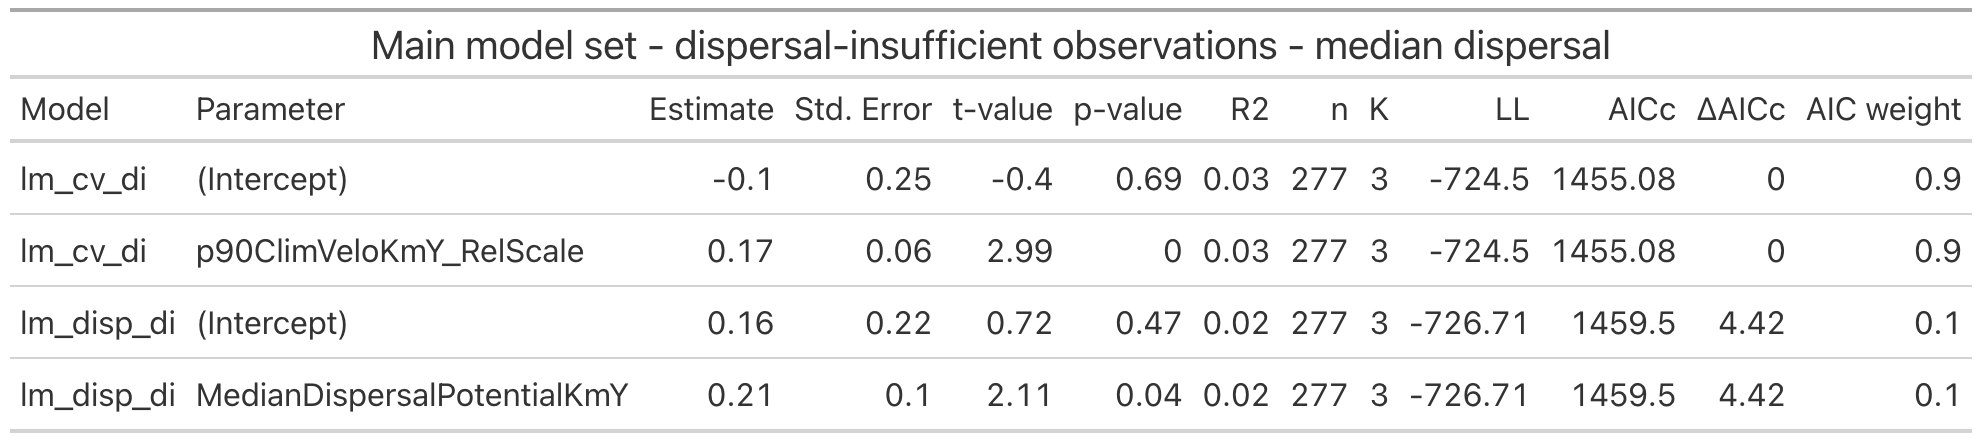 Main model set - dispersal-insufficient observations - median dispersal
Model Parameter Estimate Std. Error t-value p-value R2 n K LL AICc ΔAICc AIC weight
lm_cv_di (Intercept) -0.1 0.25 -0.4 0.69 0.03 277 3 -724.5 1455.08 0 0.9
lm_cv_di p90ClimVeloKmY_RelScale 0.17 0.06 2.99 0 0.03 277 3 -724.5 1455.08 0 0.9
lm_disp_di (Intercept) 0.16 0.22 0.72 0.47 0.02 277 3 -726.71 1459.5 4.42 0.1
lm_disp_di MedianDispersalPotentialKmY 0.21 0.1 2.11 0.04 0.02 277 3 -726.71 1459.5 4.42 0.1